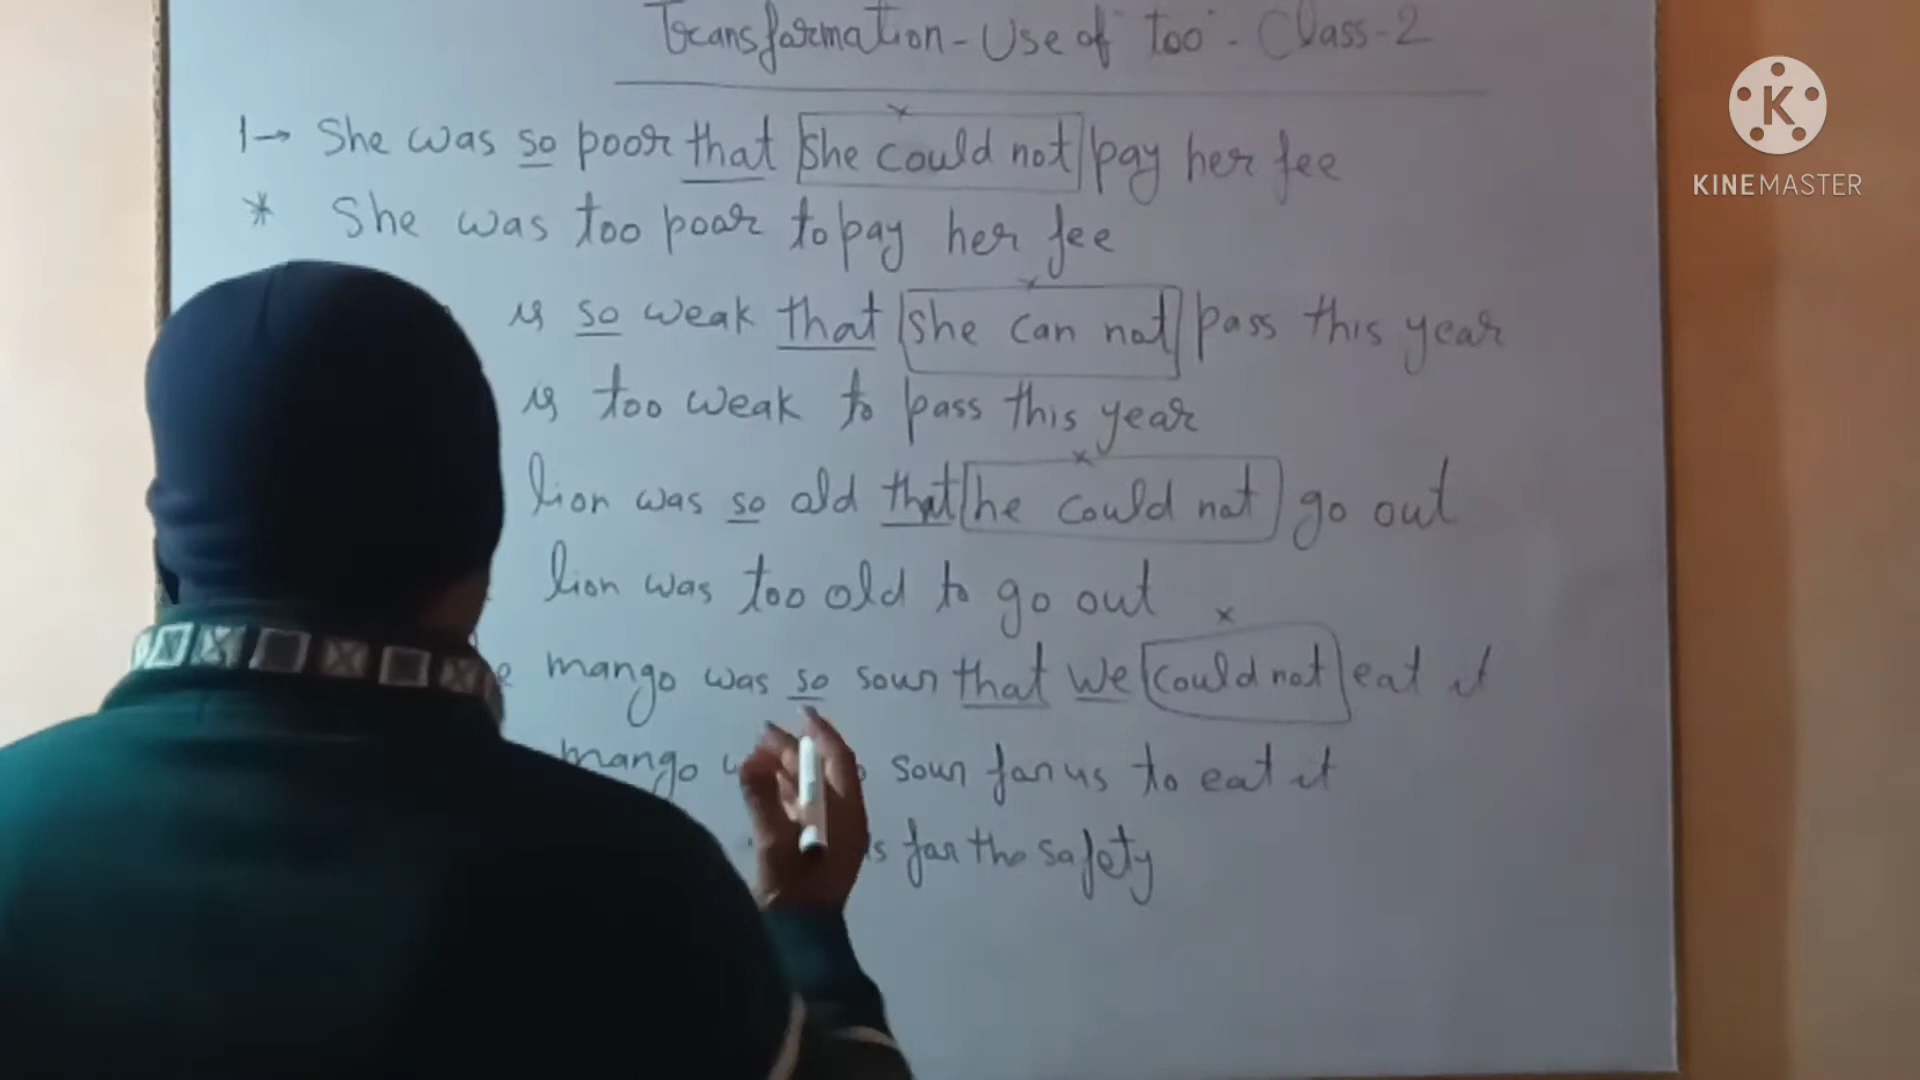 Transformation - Use of "too" - Class-2
1→ She was so poor that she could not pay her fee
* She was too poor to pay her fee
is so weak that she can not pass this year
is too weak to pass this year
lion was so old that he could not go out
lion was too old to go out
mango was so sour that we could not eat it
mango sour for us to eat it
for the safety
KINEMASTER